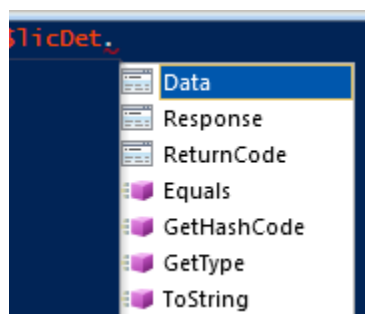 $licDet.
Data
Response
ReturnCode
Equals
GetHashCode
GetType
ToString